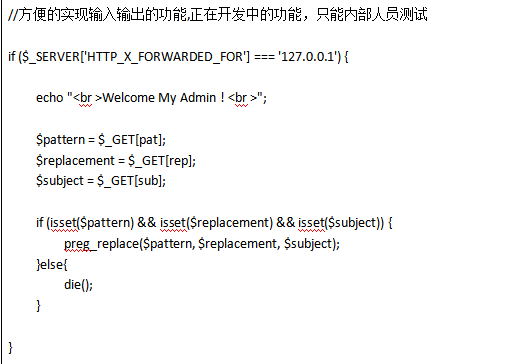 //方便的实现输入输出的功能,正在开发中的功能，只能内部人员测试
if ($_SERVER['HTTP_X_FORWARDED_FOR'] === '127.0.0.1') {
echo "<br >Welcome My Admin ! <br >";
$pattern = $_GET[pat];
$replacement = $_GET[rep];
$subject = $_GET[sub];
if (isset($pattern) && isset($replacement) && isset($subject)) {
preg_replace($pattern, $replacement, $subject);
}else{
die();
}
}